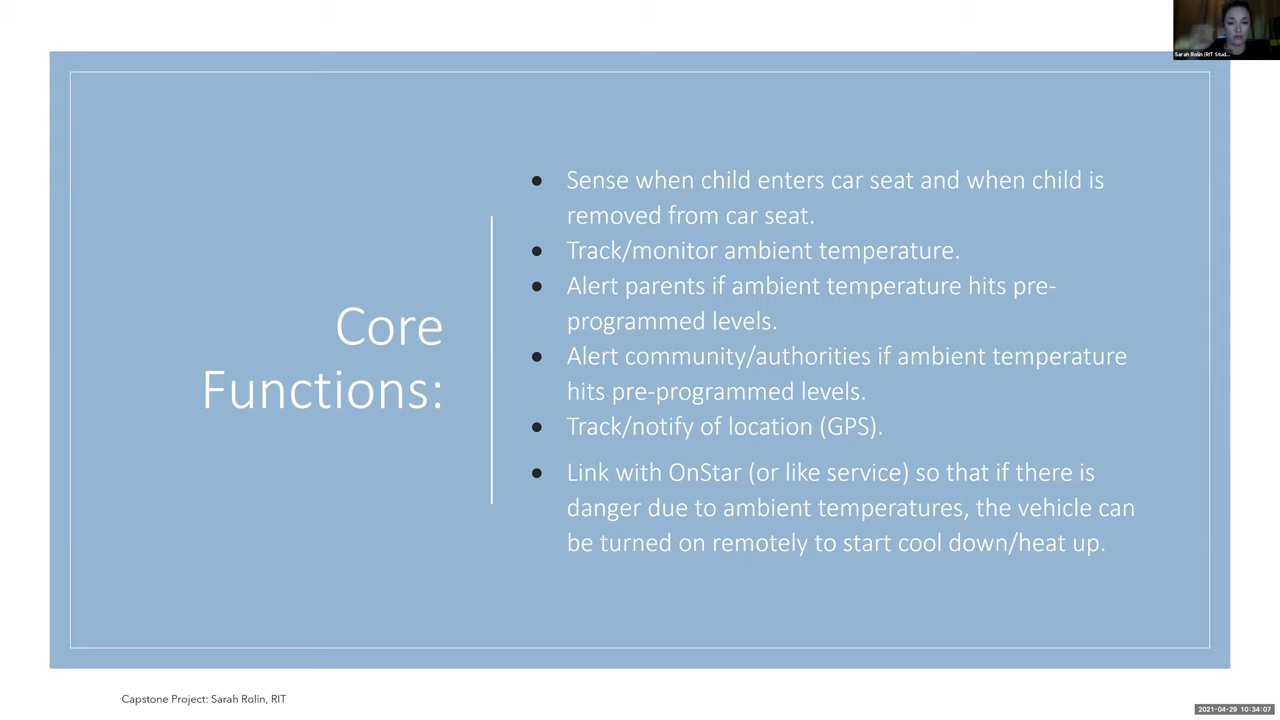 Sarah Rolin (RIT Stud...
Core
Functions:
● Sense when child enters car seat and when child is
removed from car seat.
● Track/monitor ambient temperature.
● Alert parents if ambient temperature hits pre-
programmed levels.
● Alert community/authorities if ambient temperature
hits pre-programmed levels.
● Track/notify of location (GPS).
● Link with OnStar (or like service) so that if there is
danger due to ambient temperatures, the vehicle can
be turned on remotely to start cool down/heat up.
Capstone Project: Sarah Rolin, RIT
2021-04-29 10:34:07